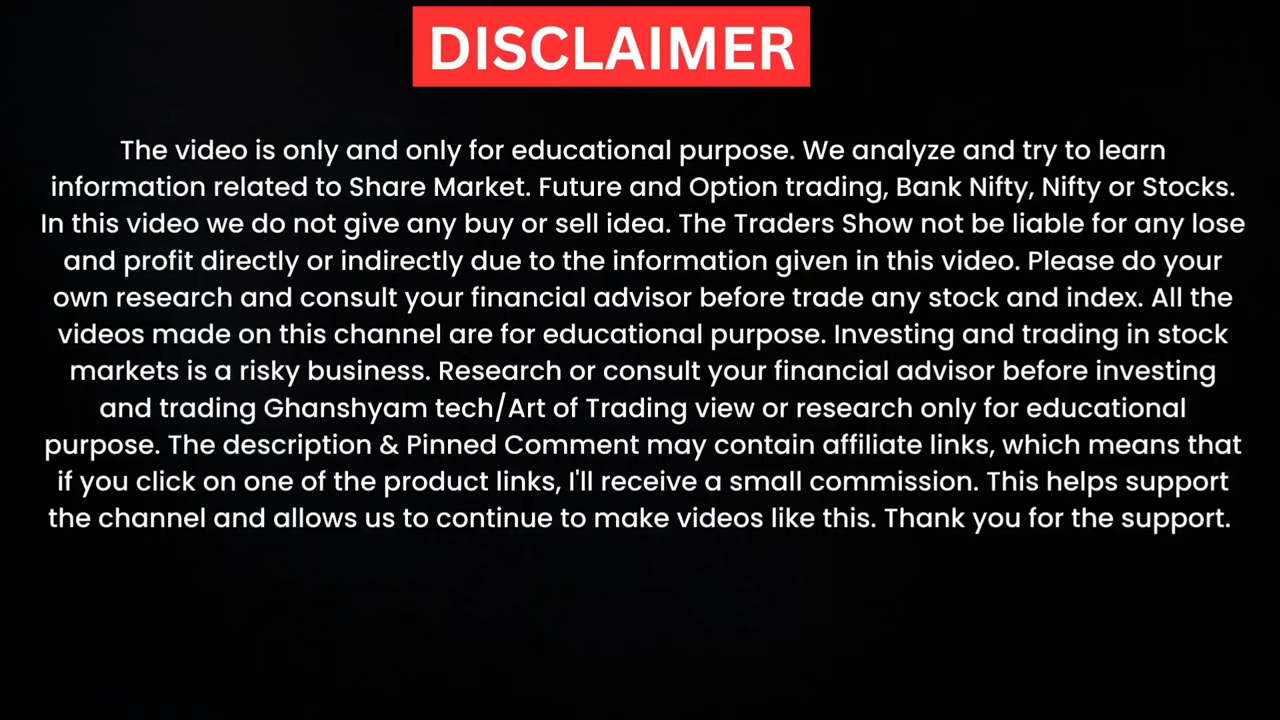 DISCLAIMER
The video is only and only for educational purpose. We analyze and try to learn
information related to Share Market. Future and Option trading, Bank Nifty, Nifty or Stocks.
In this video we do not give any buy or sell idea. The Traders Show not be liable for any lose
and profit directly or indirectly due to the information given in this video. Please do your
own research and consult your financial advisor before trade any stock and index. All the
videos made on this channel are for educational purpose. Investing and trading in stock
markets is a risky business. Research or consult your financial advisor before investing
and trading Ghanshyam tech/Art of Trading view or research only for educational
purpose. The description & Pinned Comment may contain affiliate links, which means that
if you click on one of the product links, I'll receive a small commission. This helps support
the channel and allows us to continue to make videos like this. Thank you for the support.